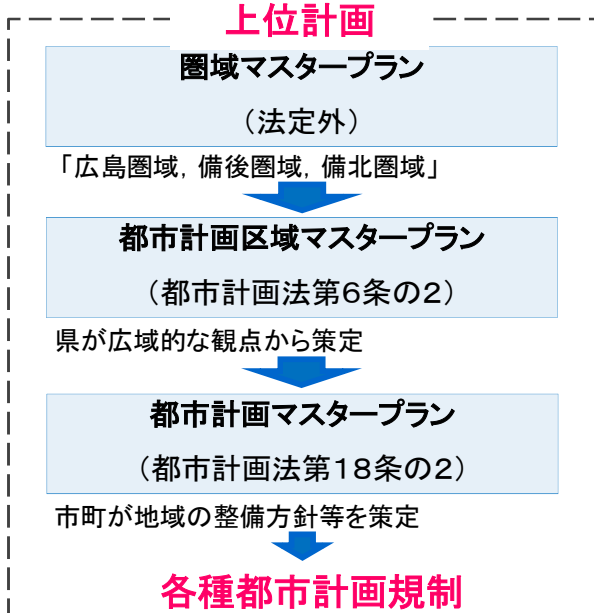 上位計画
圏域マスタープラン
（法定外）
「広島圏域，備後圏域，備北圏域」
都市計画区域マスタープラン
（都市計画法第６条の２）
県が広域的な観点から策定
都市計画マスタープラン
（都市計画法第１８条の２）
市町が地域の整備方針等を策定
各種都市計画規制